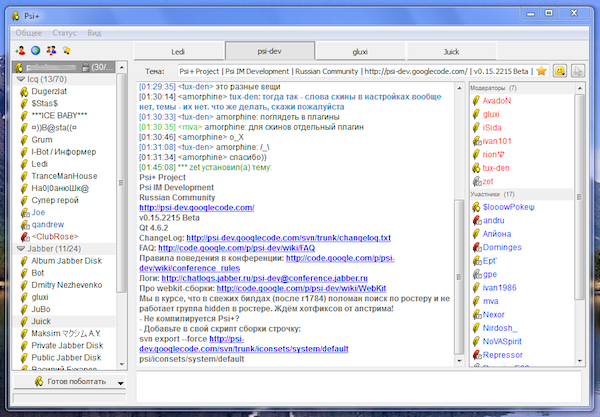 Psi+
Общее Статус Вид
Ledi psi-dev gluxi Juick
(30/...
Icq (13/70)
Dugerzlat
$Stas$
***ICE BABY***
¤))B@sta((¤
Grum
I-Bot / Информер
Ledi
TranceManHouse
На0|0анюШк@
Супер герой
Joe
qandrew
<ClubRose>
Jabber (11/24)
Album Jabber Disk
Bot
Dmitriy Nezhevenko
gluxi
JuBo
Juick
Maksim マクシム A.Y.
Private Jabber Disk
Public Jabber Disk
Василий Бухаров
Готов поболтать
Тема: Psi+ Project | Psi IM Development | Russian Community | http://psi-dev.googlecode.com/ | v0.15.2215 Beta |
[01:29:35] <tux-den> это разные вещи
[01:30:14] <amorphine> tux-den: тогда так - слова скины в настройках вообще
нет, темы - их нет. что же делать, скажи пожалуйста
[01:30:33] <tux-den> amorphine: поглядеть в плагины
[01:30:35] <mva> amorphine: для скинов отдельный плагин
[01:30:46] <amorphine> o_X
[01:31:08] <tux-den> amorphine: /_\
[01:31:34] <amorphine> спасибо))
[01:45:08] *** zet установил(а) тему:
Psi+ Project
Psi IM Development
Russian Community
http://psi-dev.googlecode.com/
v0.15.2215 Beta
Qt 4.6.2
ChangeLog: http://psi-dev.googlecode.com/svn/trunk/changelog.txt
FAQ: http://code.google.com/p/psi-dev/wiki/FAQ
Правила поведения в конференции: http://code.google.com/p/psi-
dev/wiki/conference_rules
Логи: http://chatlogs.jabber.ru/psi-dev@conference.jabber.ru
Про webkit-сборки: http://code.google.com/p/psi-dev/wiki/WebKit
Мы в курсе, что в свежих билдах (после r1784) поломан поиск по ростеру и не
работает группа hidden в ростере. Ждём хотфиксов от апстрима!
- Не компилируется Psi+?
- Добавьте в свой скрипт сборки строчку:
svn export --force http://psi-
dev.googlecode.com/svn/trunk/iconsets/system/default
psi/iconsets/system/default
Модераторы (7)
AvadoN
gluxi
iSida
ivan101
tux-den
zet
Участники (17)
$looowPokeψ
andru
Алйона
Dominges
Ept'
gpe
ivan1986
mva
Nexor
Nirdosh_
NoVASpirit
Repressor